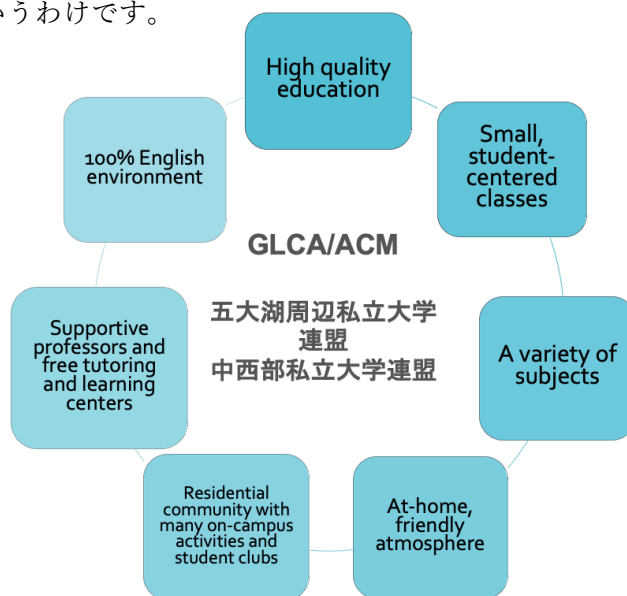 いうわけです。
High quality
education
Small,
student-
centered
classes
A variety of
subjects
At-home,
friendly
atmosphere
Residential
community with
many on-campus
activities and
student clubs
Supportive
professors and
free tutoring
and learning
centers
100% English
environment
GLCA/ACM
五大湖周辺私立大学
連盟
中西部私立大学連盟